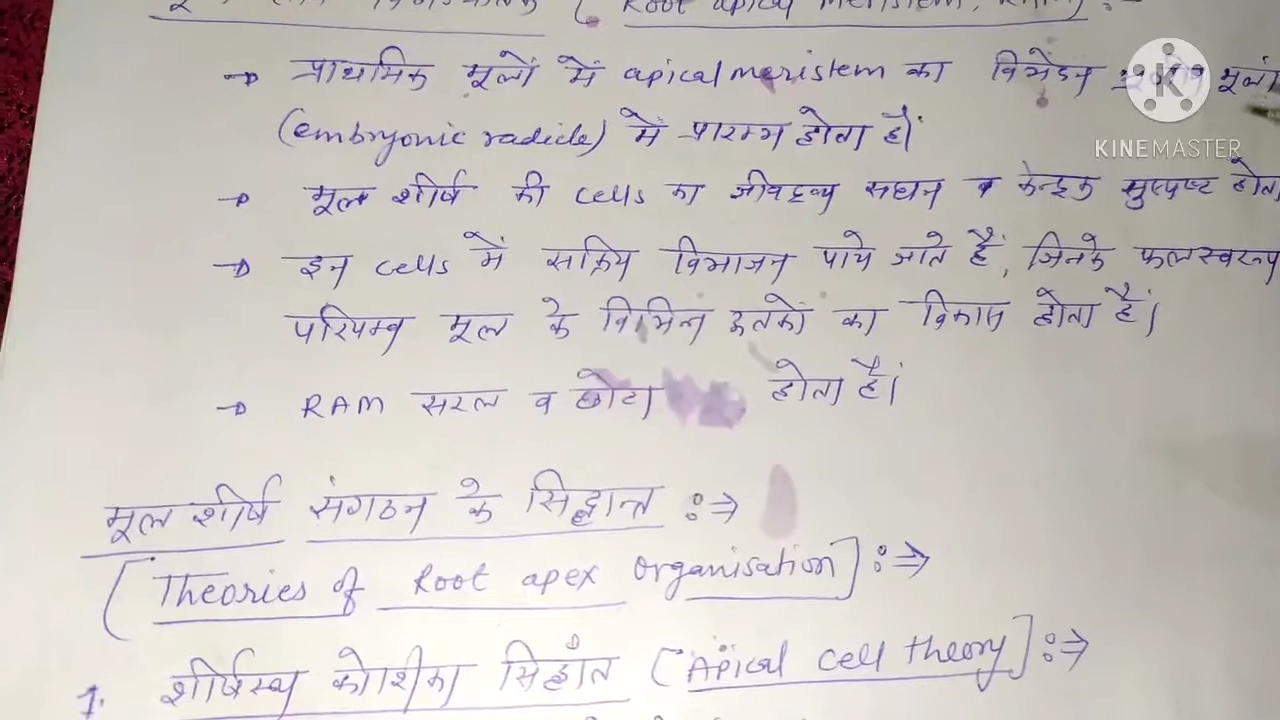 ( Root apical meristem, RAM) :-
→ प्राथमिक मूलों में apical meristem का विभेदन मूलां
(embryonic radicle) में प्रारम्भ होता है।
→ मूल शीर्ष की cells का जीवद्रव्य सघन व केन्द्रक सुस्पष्ट होता
→ इन cells में सक्रिय विभाजन पाये जाते हैं, जिनके फलस्वरूप
परिपक्व मूल के विभिन्न ऊतकों का विकास होता है।
→ RAM सरल व छोटा होता है।
मूल शीर्ष संगठन के सिद्धान्त :⇒
[Theories of Root apex organisation] :⇒
1. शीर्षस्थ कोशीका सिद्धांत [Apical cell theory] :⇒
K
KINEMASTER